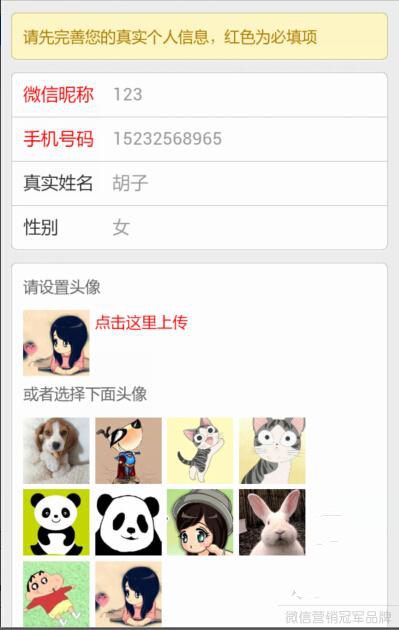 请先完善您的真实个人信息，红色为必填项
微信昵称 123
手机号码 15232568965
真实姓名 胡子
性别 女
请设置头像
点击这里上传
或者选择下面头像
微信营销冠军品牌